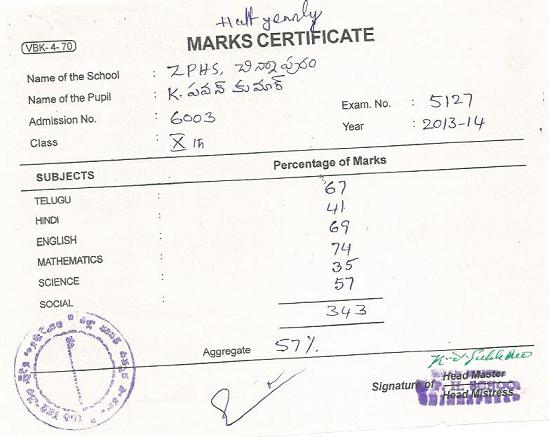 Half yearly
VBK-4-70
MARKS CERTIFICATE
Name of the School : ZPHS, చిన్నాపురం
Name of the Pupil : K. పవన్ కుమార్
Admission No. : 6003 Exam. No. : 5127
Class : X th Year : 2013-14
SUBJECTS Percentage of Marks
TELUGU : 67
HINDI : 41
ENGLISH : 69
MATHEMATICS : 74
SCIENCE : 35
SOCIAL : 57
343
Aggregate 57%
Signature of Head Master
Head Mistress